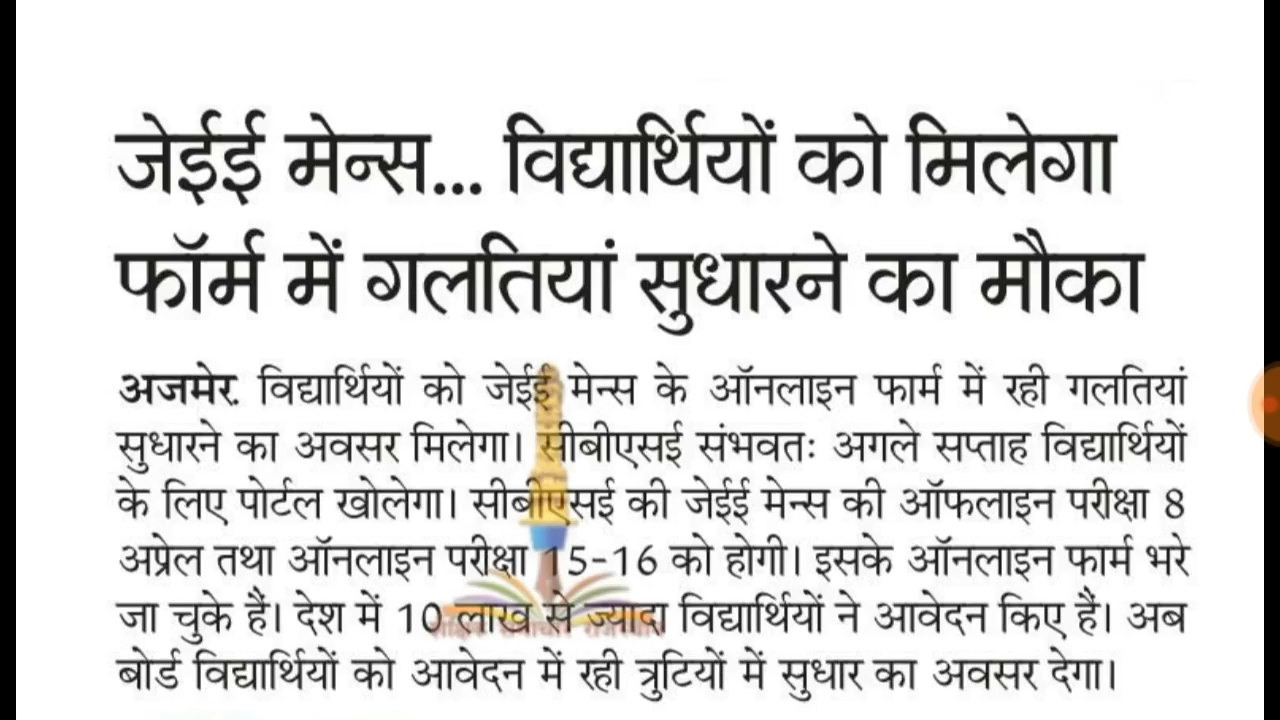 जेईई मेन्स... विद्यार्थियों को मिलेगा
फॉर्म में गलतियां सुधारने का मौका
अजमेर. विद्यार्थियों को जेईई मेन्स के ऑनलाइन फार्म में रही गलतियां
सुधारने का अवसर मिलेगा। सीबीएसई संभवतः अगले सप्ताह विद्यार्थियों
के लिए पोर्टल खोलेगा। सीबीएसई की जेईई मेन्स की ऑफलाइन परीक्षा 8
अप्रेल तथा ऑनलाइन परीक्षा 15-16 को होगी। इसके ऑनलाइन फार्म भरे
जा चुके हैं। देश में 10 लाख से ज्यादा विद्यार्थियों ने आवेदन किए हैं। अब
बोर्ड विद्यार्थियों को आवेदन में रही त्रुटियों में सुधार का अवसर देगा।